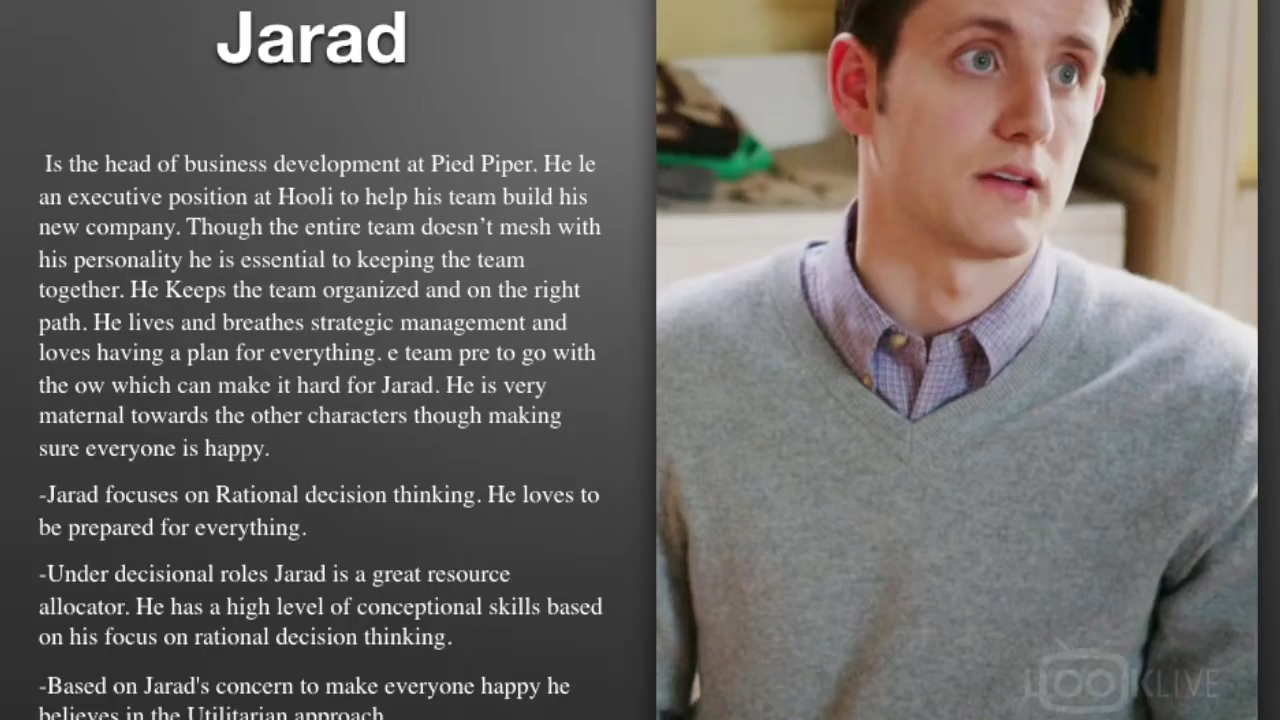 Jarad
Is the head of business development at Pied Piper. He le
an executive position at Hooli to help his team build his
new company. Though the entire team doesn't mesh with
his personality he is essential to keeping the team
together. He Keeps the team organized and on the right
path. He lives and breathes strategic management and
loves having a plan for everything. e team pre to go with
the ow which can make it hard for Jarad. He is very
maternal towards the other characters though making
sure everyone is happy.
-Jarad focuses on Rational decision thinking. He loves to
be prepared for everything.
-Under decisional roles Jarad is a great resource
allocator. He has a high level of conceptional skills based
on his focus on rational decision thinking.
-Based on Jarad's concern to make everyone happy he
believes in the Utilitarian approach
LOOKLIVE